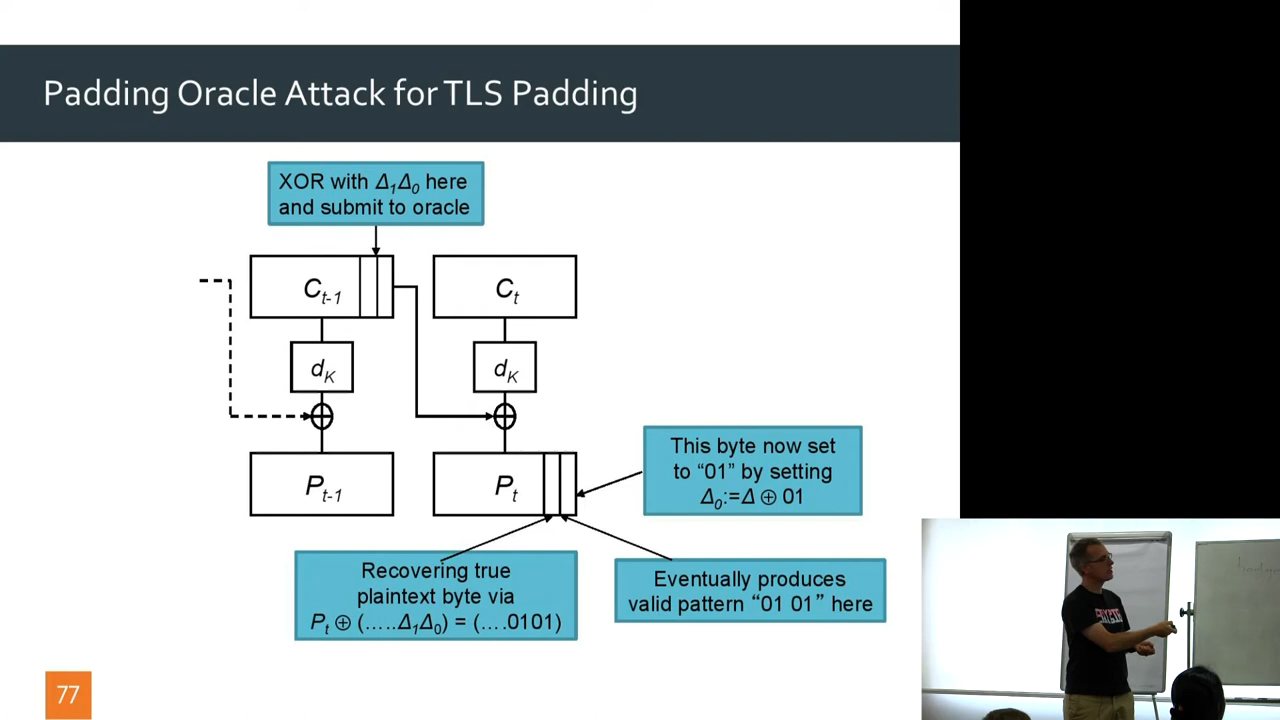 Padding Oracle Attack for TLS Padding
XOR with Δ₁Δ₀ here
and submit to oracle
Cₜ₋₁
Cₜ
d_K
d_K
This byte now set
to “01” by setting
Δ₀:=Δ ⊕ 01
Pₜ₋₁
Pₜ
Recovering true
plaintext byte via
Pₜ ⊕ (…..Δ₁Δ₀) = (….0101)
Eventually produces
valid pattern “01 01” here
77